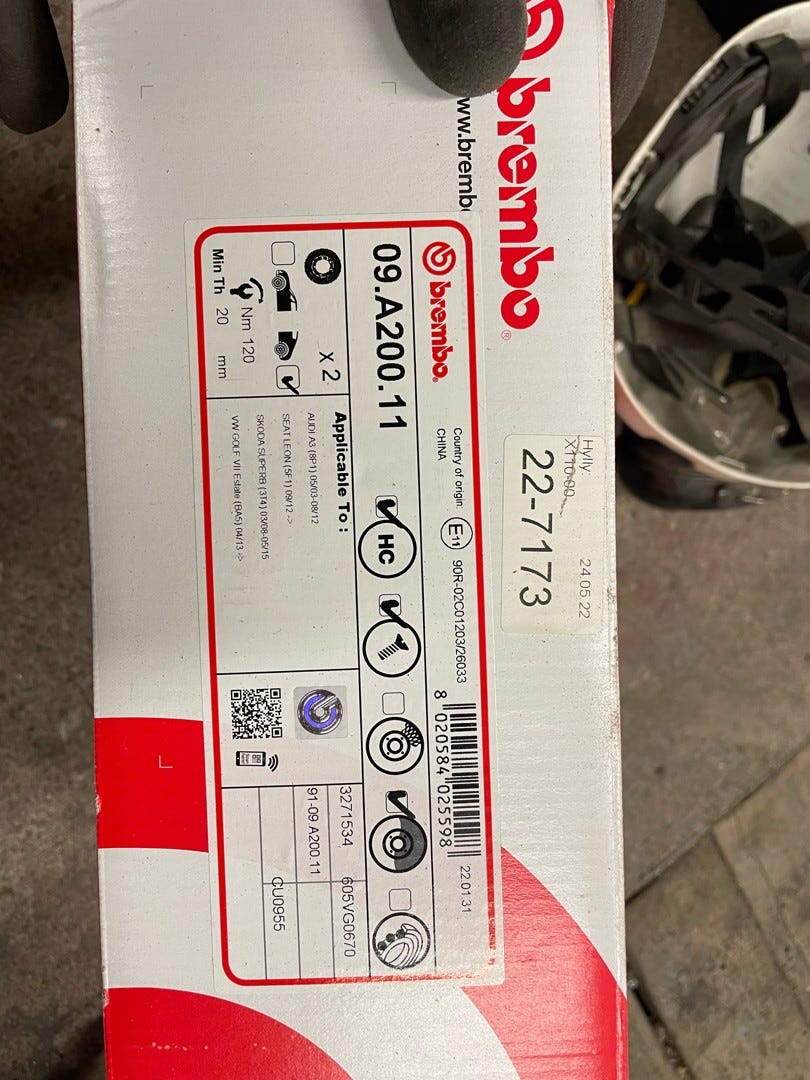 brembo®
www.brembo
Hylly:
24.05.22
X110-00
22-7173
brembo®
Country of origin:
CHINA
E11
90R-02C01203/26033
8 020584 025598
22.01.31
09.A200.11
HC
x 2
Nm 120
Min Th 20 mm
Applicable To :
AUDI A3 (8P1) 05/03-08/12
SEAT LEON (5F1) 09/12 ->
SKODA SUPERB (3T4) 03/08-05/15
VW GOLF VII Estate (BA5) 04/13 ->
3271534
605VG0670
91-09.A200.11
CU0955